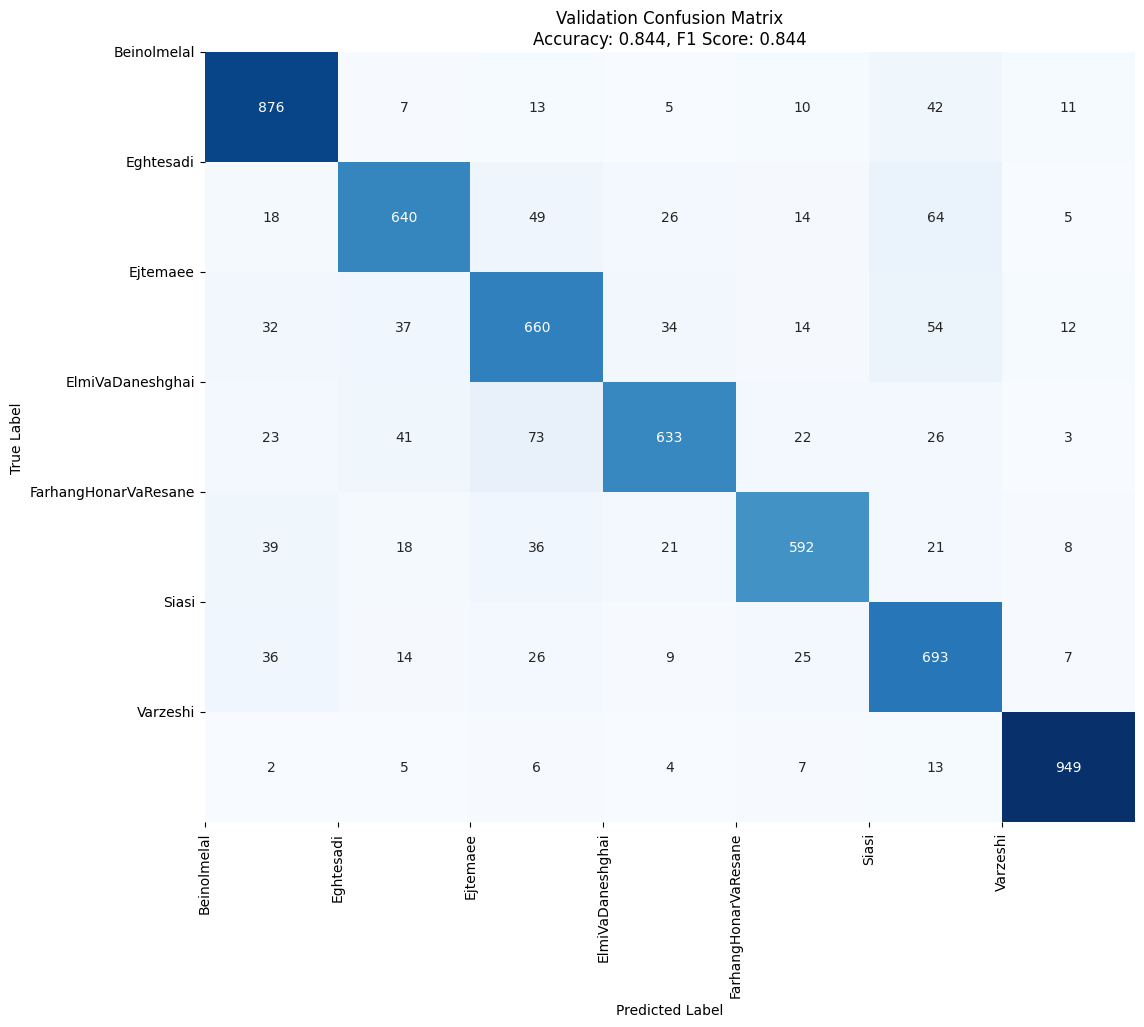 Validation Confusion Matrix
Accuracy: 0.844, F1 Score: 0.844
Beinolmelal
876 7 13 5 10 42 11
Eghtesadi
18 640 49 26 14 64 5
Ejtemaee
32 37 660 34 14 54 12
ElmiVaDaneshghai
23 41 73 633 22 26 3
FarhangHonarVaResane
39 18 36 21 592 21 8
Siasi
36 14 26 9 25 693 7
Varzeshi
2 5 6 4 7 13 949
True Label
Beinolmelal
Eghtesadi
Ejtemaee
ElmiVaDaneshghai
FarhangHonarVaResane
Siasi
Varzeshi
Predicted Label